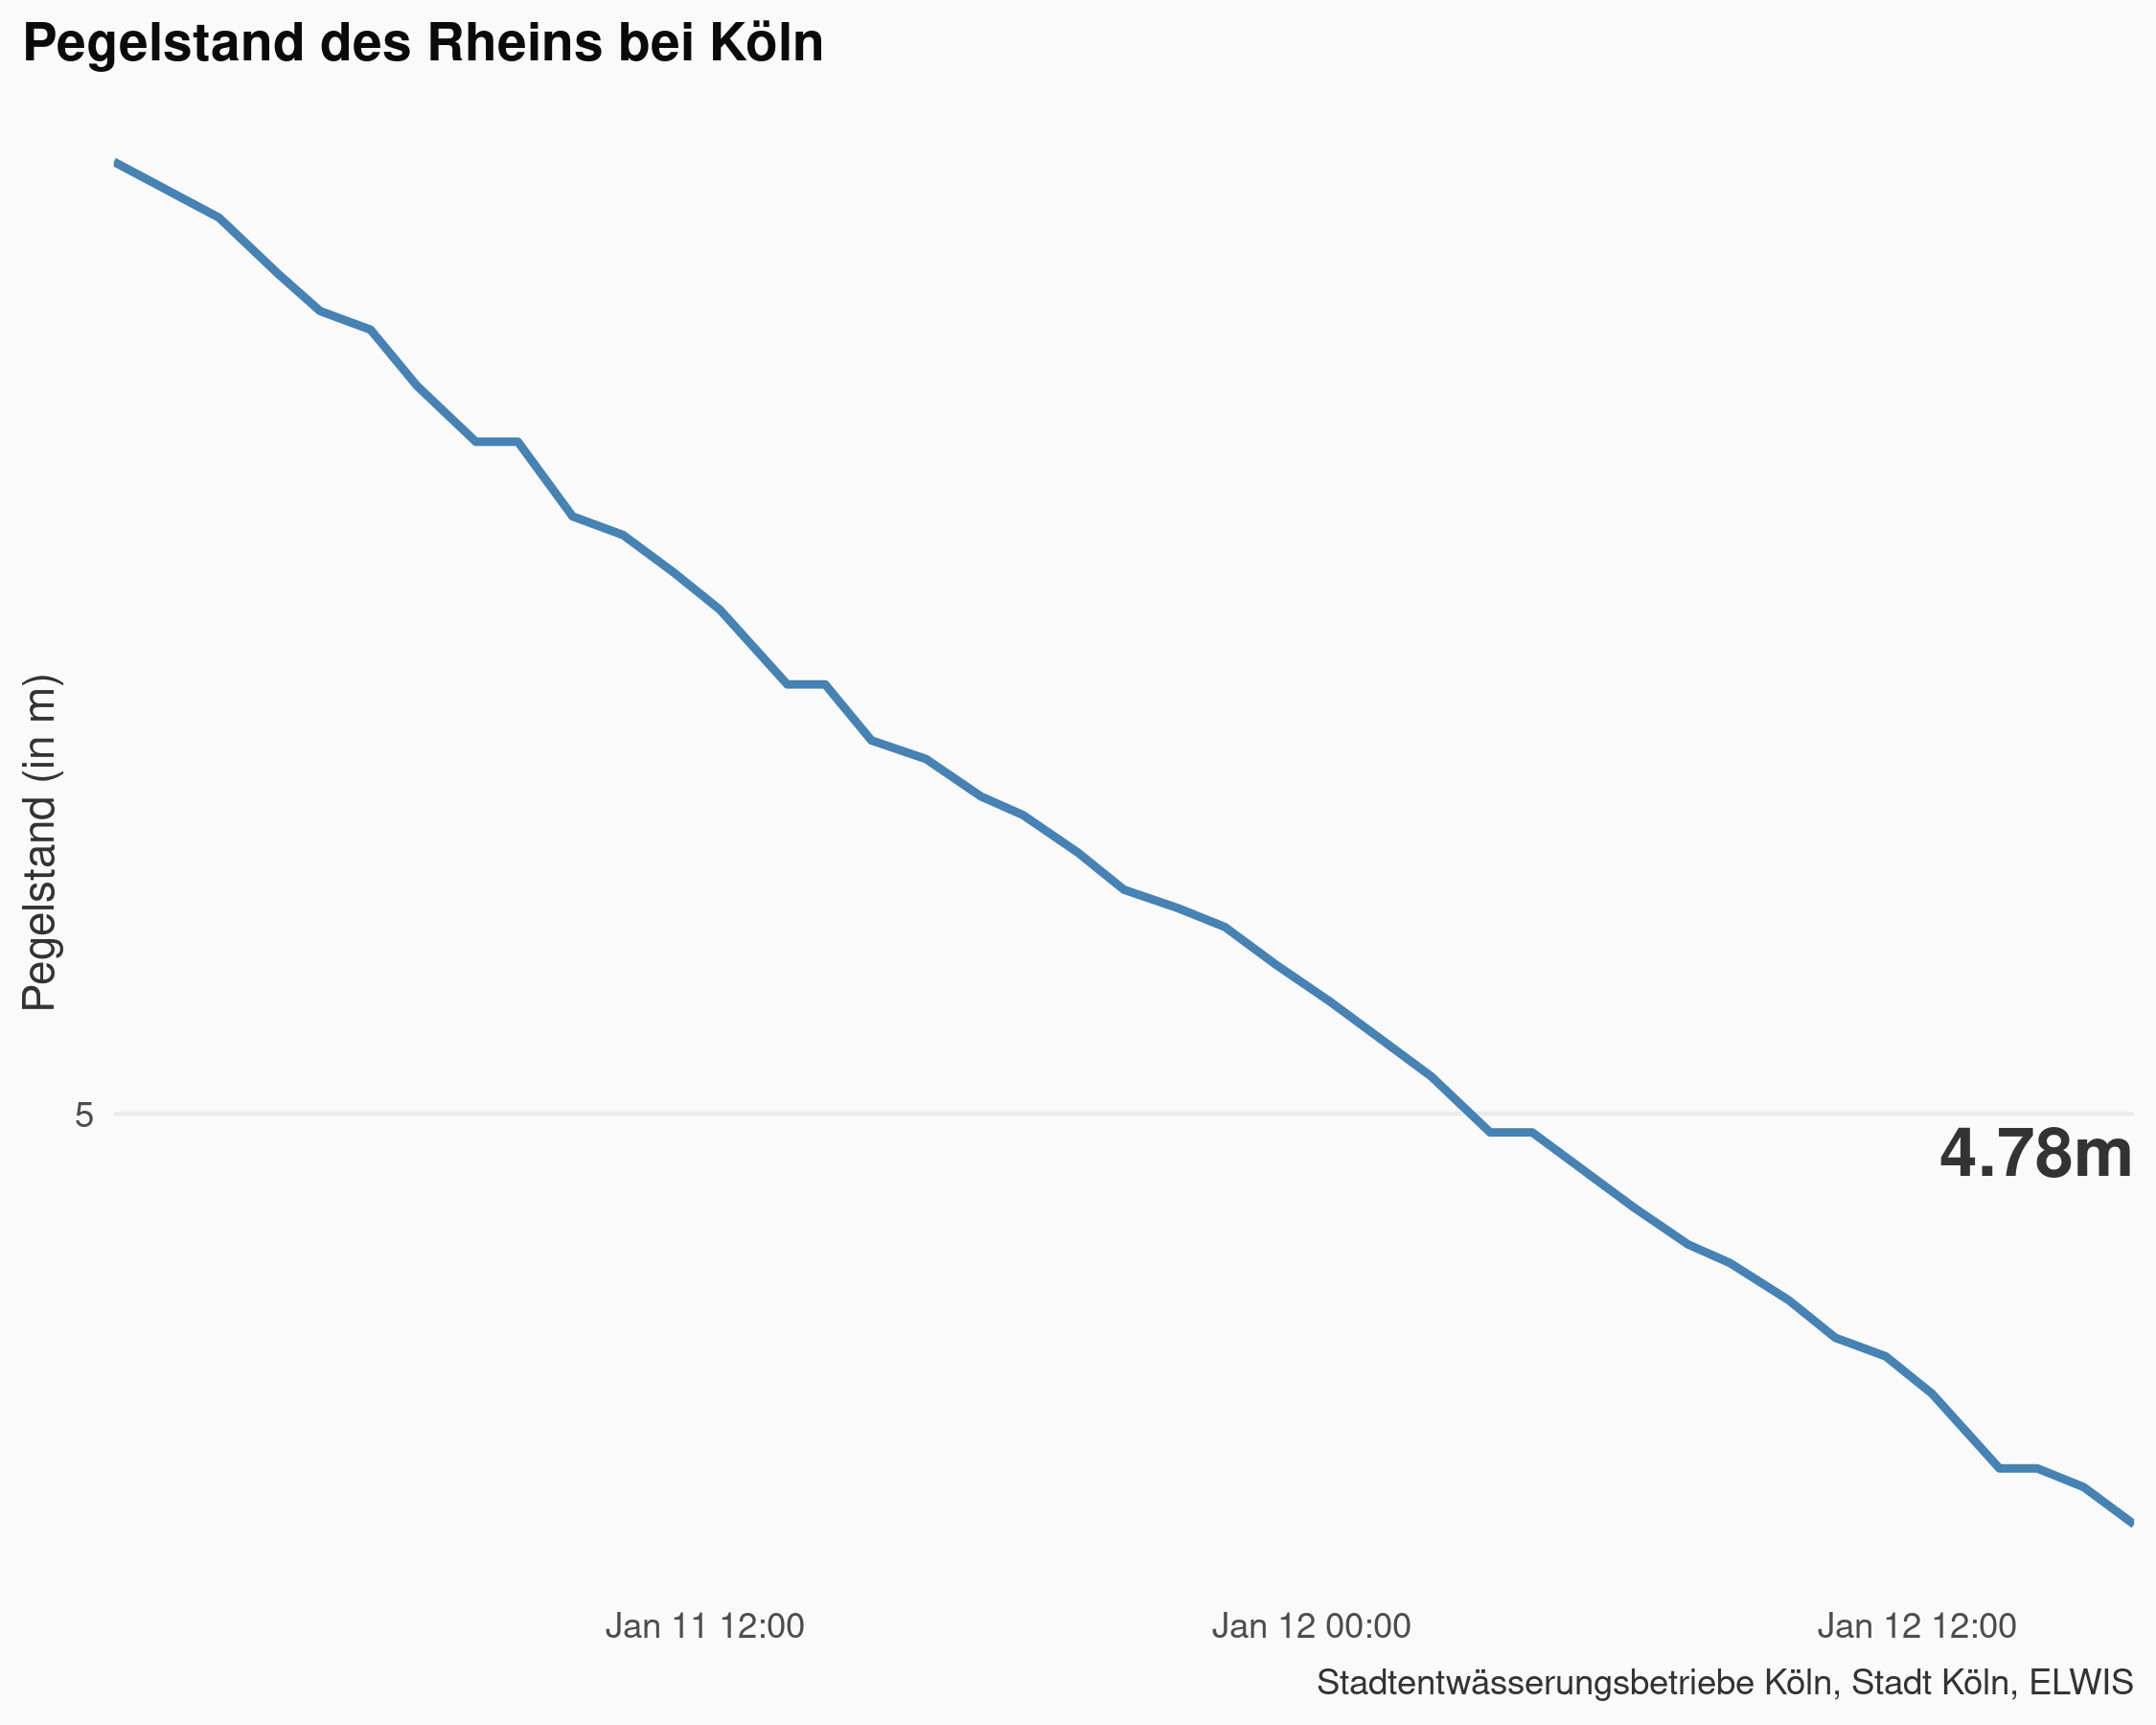 Pegelstand des Rheins bei Köln
Pegelstand (in m)
5
4.78m
Jan 11 12:00
Jan 12 00:00
Jan 12 12:00
Stadtentwässerungsbetriebe Köln, Stadt Köln, ELWIS